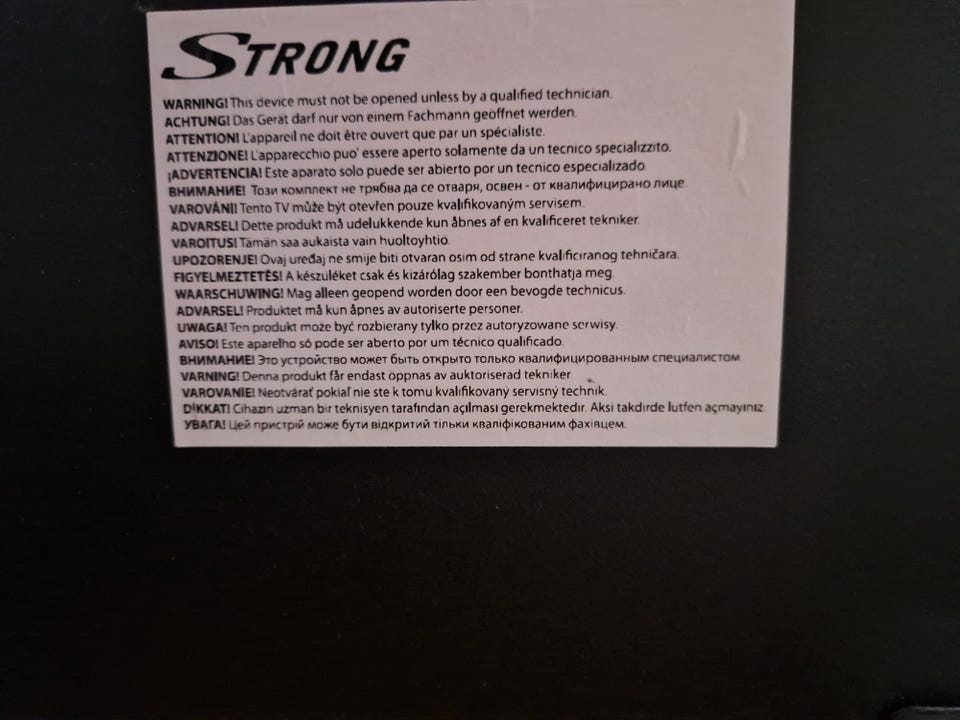 STRONG
WARNING! This device must not be opened unless by a qualified technician.
ACHTUNG! Das Gerät darf nur von einem Fachmann geöffnet werden.
ATTENTION! L'appareil ne doit être ouvert que par un spécialiste.
ATTENZIONE! L'apparecchio puo' essere aperto solamente da un tecnico specializzito.
¡ADVERTENCIA! Este aparato solo puede ser abierto por un tecnico especializado.
ВНИМАНИЕ! Този комплект не трябва да се отваря, освен - от квалифицирано лице.
VAROVÁNI! Tento TV může být otevřen pouze kvalifikovaným servisem.
ADVARSEL! Dette produkt må udelukkende kun åbnes af en kvalificeret tekniker.
VAROITUS! Tämän saa aukaista vain huoltoyhtiö.
UPOZORENJE! Ovaj uređaj ne smije biti otvaran osim od strane kvalificiranog tehničara.
FIGYELMEZTETÉS! A készüléket csak és kizárólag szakember bonthatja meg.
WAARSCHUWING! Mag alleen geopend worden door een bevogde technicus.
ADVARSEL! Produktet må kun åpnes av autoriserte personer.
UWAGA! Ten produkt może być rozbierany tylko przez autoryzowane serwisy.
AVISO! Este aparelho só pode ser aberto por um técnico qualificado.
ВНИМАНИЕ! Это устройство может быть открыто только квалифицированным специалистом
VARNING! Denna produkt får endast öppnas av auktoriserad tekniker
VAROVANIE! Neotvárať pokiaľ nie ste k tomu kvalifikovaný servisný technik.
DİKKAT! Cihazın uzman bir teknisyen tarafından açılması gerekmektedir. Aksi takdirde lütfen açmayınız.
УВАГА! Цей пристрій може бути відкритий тільки кваліфікованим фахівцем.